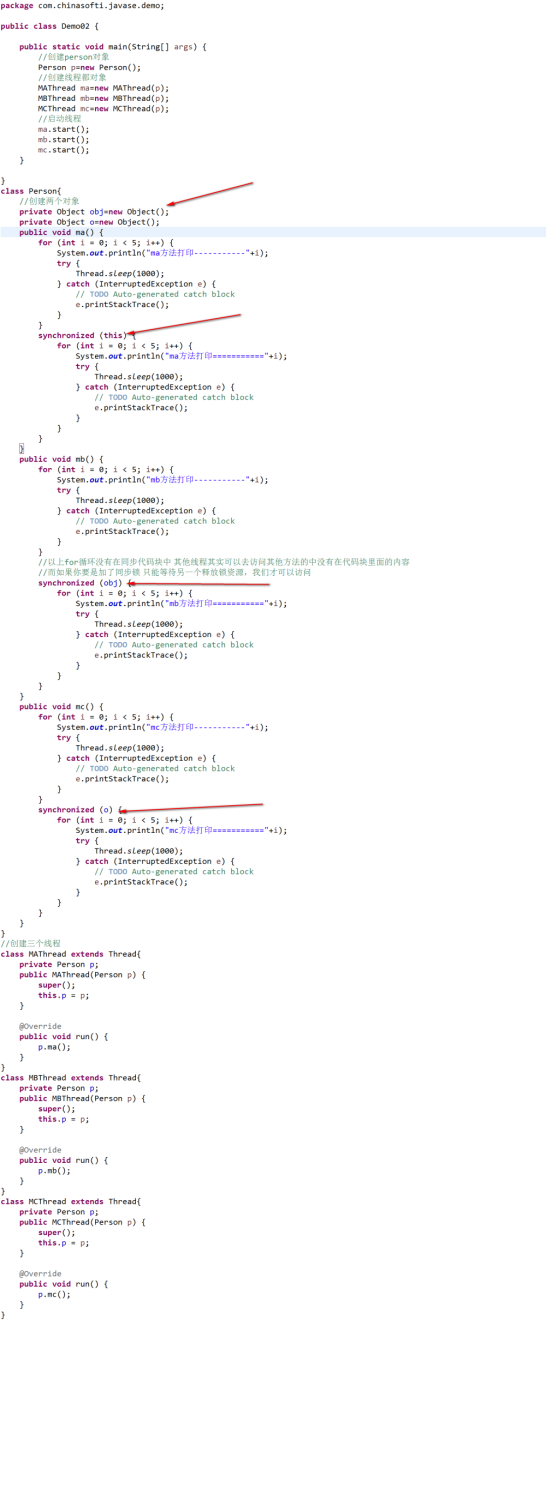 package com.chinasofti.javase.demo;
public class Demo02 {
public static void main(String[] args) {
//创建person对象
Person p=new Person();
//创建线程都对象
MAThread ma=new MAThread(p);
MBThread mb=new MBThread(p);
MCThread mc=new MCThread(p);
//启动线程
ma.start();
mb.start();
mc.start();
}
}
class Person{
//创建两个对象
private Object obj=new Object();
private Object o=new Object();
public void ma() {
for (int i = 0; i < 5; i++) {
System.out.println("ma方法打印-----------"+i);
try {
Thread.sleep(1000);
} catch (InterruptedException e) {
// TODO Auto-generated catch block
e.printStackTrace();
}
}
synchronized (this) {
for (int i = 0; i < 5; i++) {
System.out.println("ma方法打印==========="+i);
try {
Thread.sleep(1000);
} catch (InterruptedException e) {
// TODO Auto-generated catch block
e.printStackTrace();
}
}
}
}
public void mb() {
for (int i = 0; i < 5; i++) {
System.out.println("mb方法打印-----------"+i);
try {
Thread.sleep(1000);
} catch (InterruptedException e) {
// TODO Auto-generated catch block
e.printStackTrace();
}
}
//以上for循环没有在同步代码块中 其他线程其实可以去访问其他方法的中没有在代码块里面的内容
//而如果你要是加了同步锁 只能等待另一个释放锁资源，我们才可以访问
synchronized (obj) {
for (int i = 0; i < 5; i++) {
System.out.println("mb方法打印==========="+i);
try {
Thread.sleep(1000);
} catch (InterruptedException e) {
// TODO Auto-generated catch block
e.printStackTrace();
}
}
}
}
public void mc() {
for (int i = 0; i < 5; i++) {
System.out.println("mc方法打印-----------"+i);
try {
Thread.sleep(1000);
} catch (InterruptedException e) {
// TODO Auto-generated catch block
e.printStackTrace();
}
}
synchronized (o) {
for (int i = 0; i < 5; i++) {
System.out.println("mc方法打印==========="+i);
try {
Thread.sleep(1000);
} catch (InterruptedException e) {
// TODO Auto-generated catch block
e.printStackTrace();
}
}
}
}
}
//创建三个线程
class MAThread extends Thread{
private Person p;
public MAThread(Person p) {
super();
this.p = p;
}
@Override
public void run() {
p.ma();
}
}
class MBThread extends Thread{
private Person p;
public MBThread(Person p) {
super();
this.p = p;
}
@Override
public void run() {
p.mb();
}
}
class MCThread extends Thread{
private Person p;
public MCThread(Person p) {
super();
this.p = p;
}
@Override
public void run() {
p.mc();
}
}